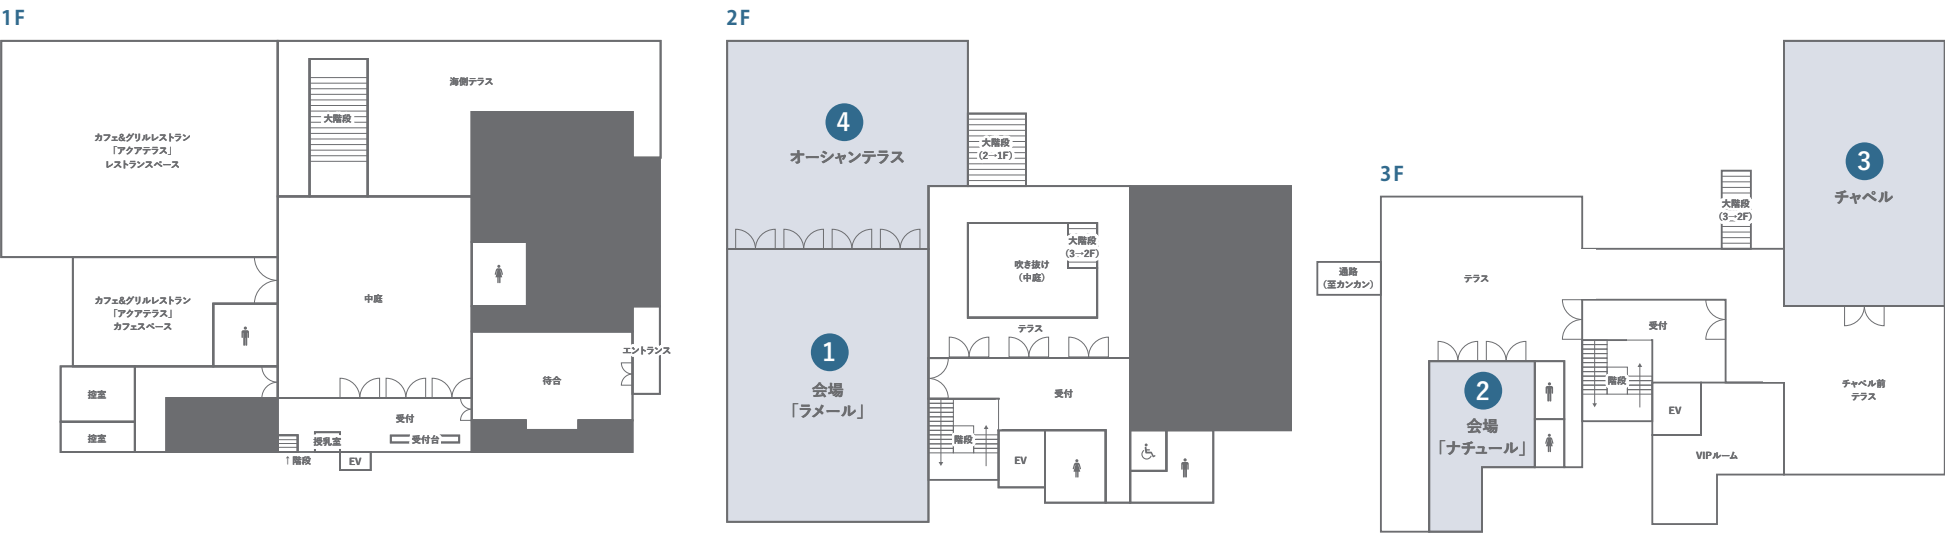 1F
海側テラス
大階段
カフェ&グリルレストラン
「アクアテラス」
レストランスペース
中庭
カフェ&グリルレストラン
「アクアテラス」
カフェスペース
エントランス
待合
控室
控室
受付
授乳室
受付台
↑階段
EV
2F
4
オーシャンテラス
大階段
(2→1F)
大階段
(3→2F)
吹き抜け
(中庭)
テラス
1
会場
「ラメール」
受付
階段
EV
3F
3
チャペル
大階段
(3→2F)
通路
(至カンカン)
テラス
受付
階段
2
会場
「ナチュール」
EV
チャペル前
テラス
VIPルーム